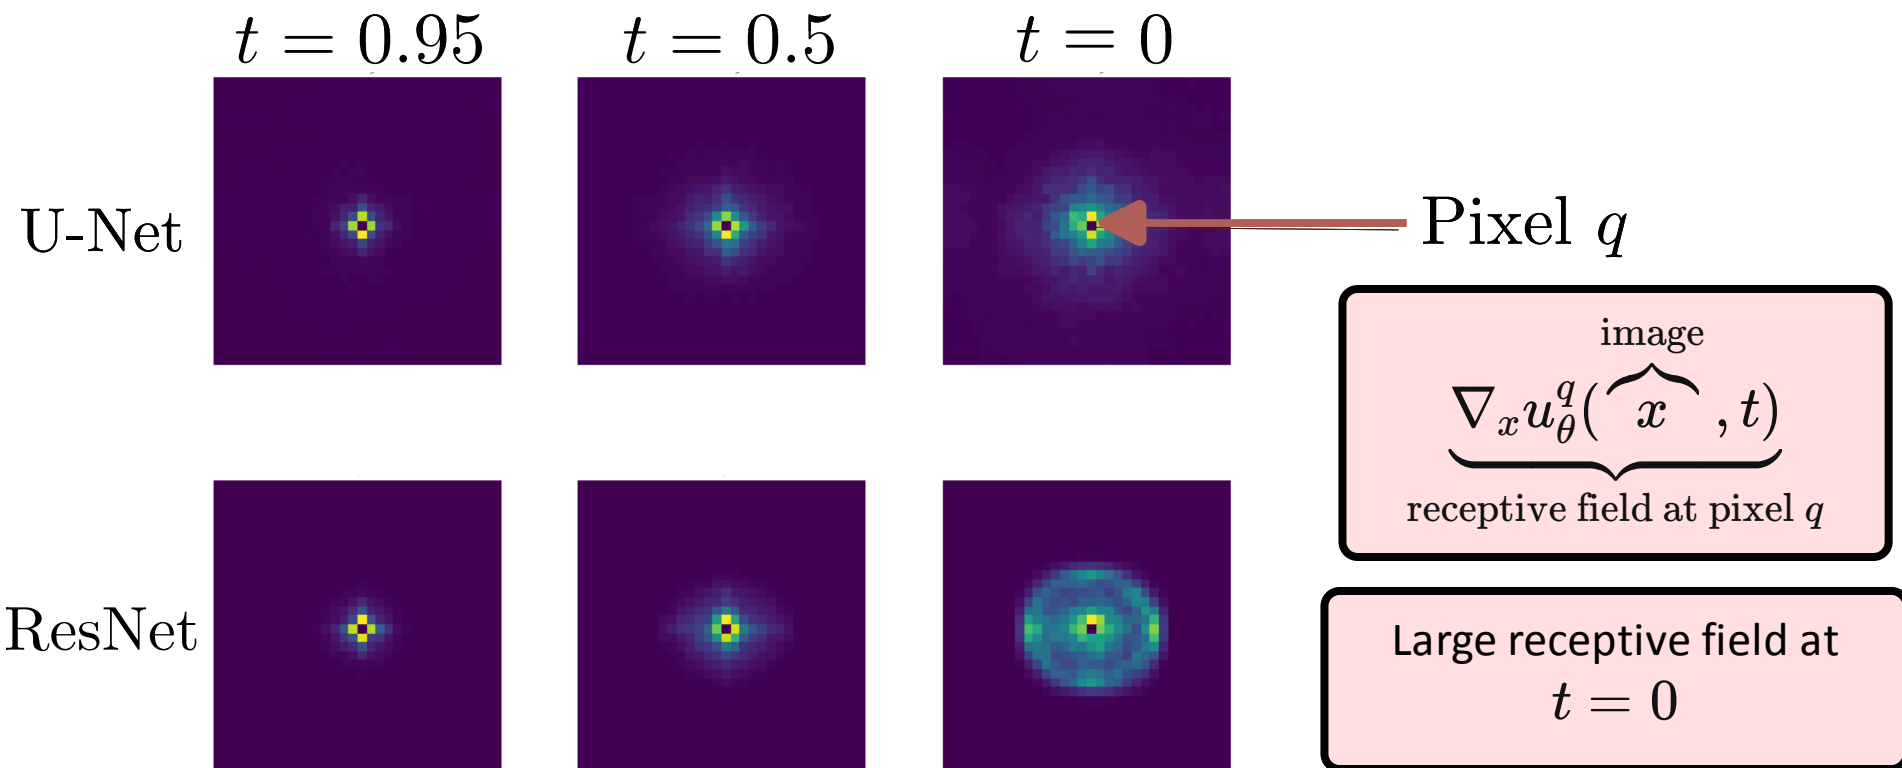 t = 0.95 t = 0.5 t = 0
U-Net
Pixel q
image
∇ₓu_θ^q(x, t)
receptive field at pixel q
ResNet
Large receptive field at
t = 0